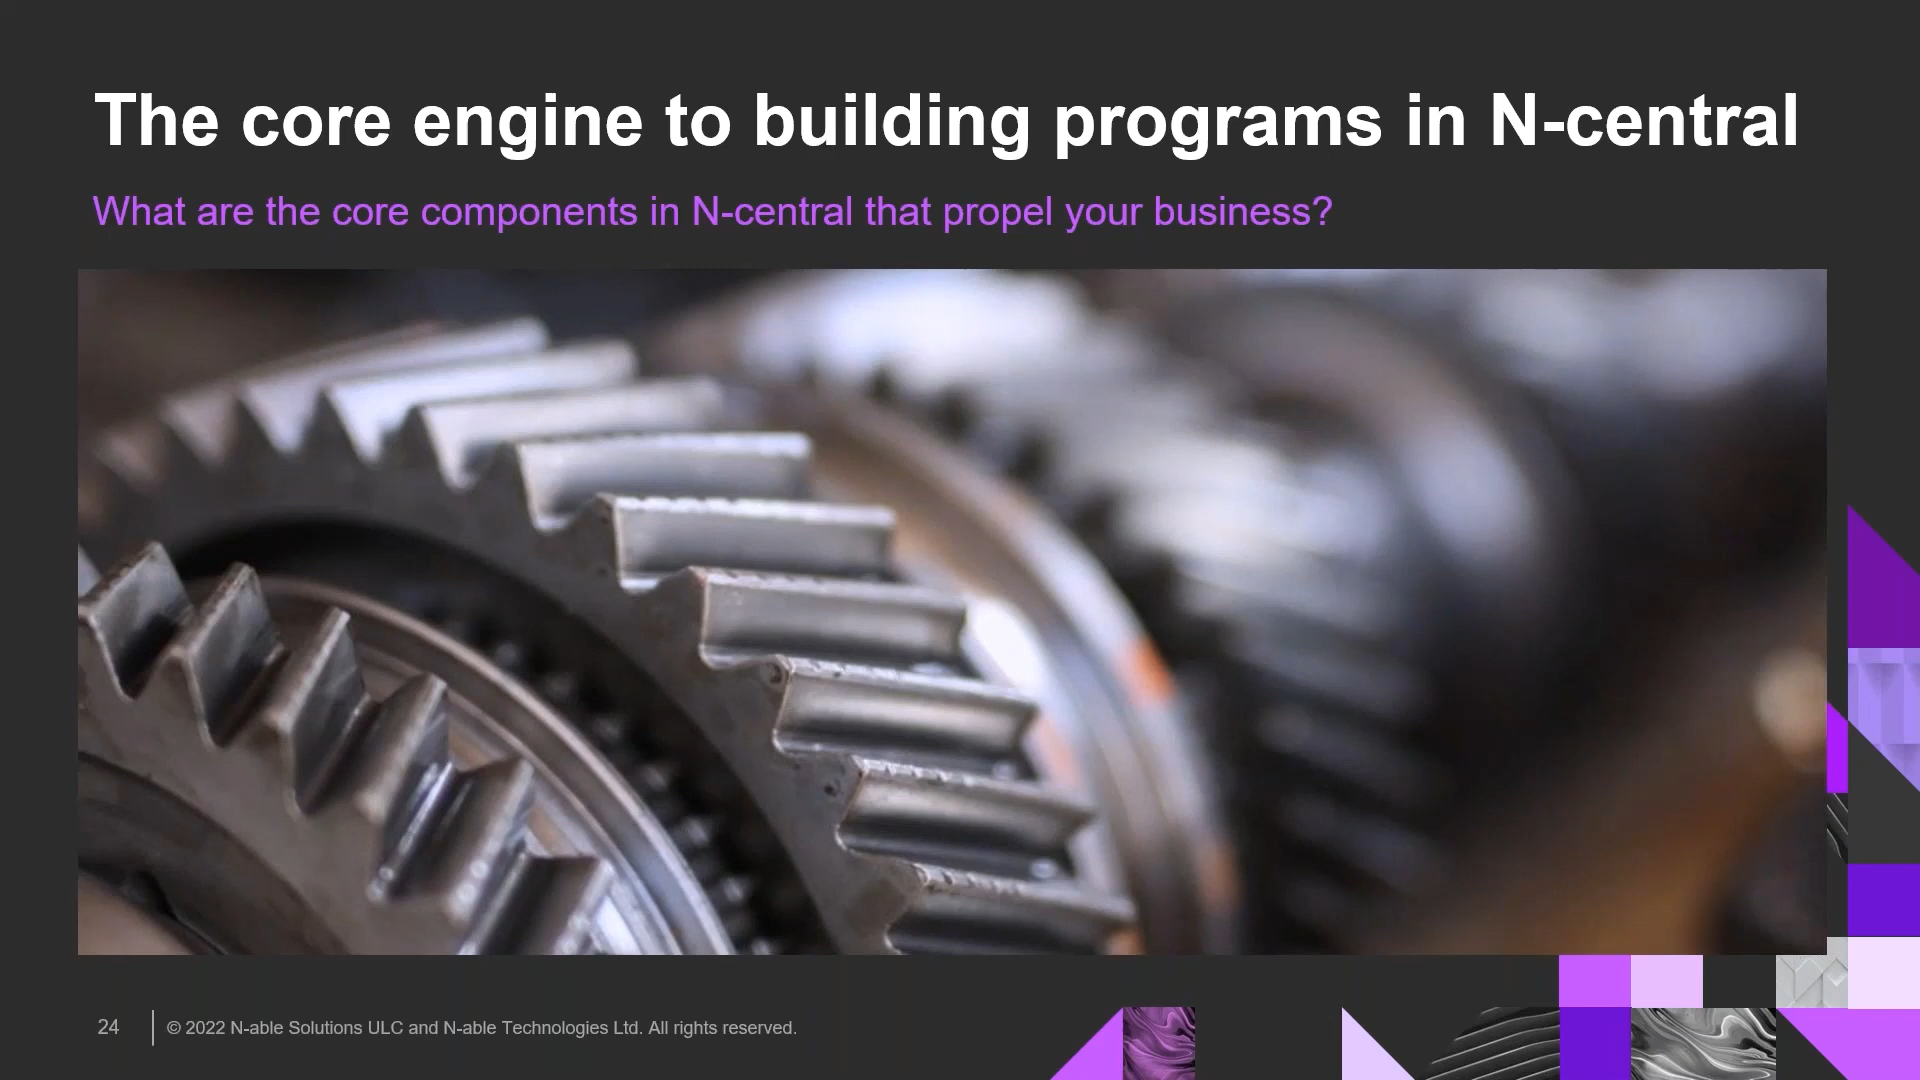 The core engine to building programs in N-central
What are the core components in N-central that propel your business?
24
© 2022 N-able Solutions ULC and N-able Technologies Ltd. All rights reserved.